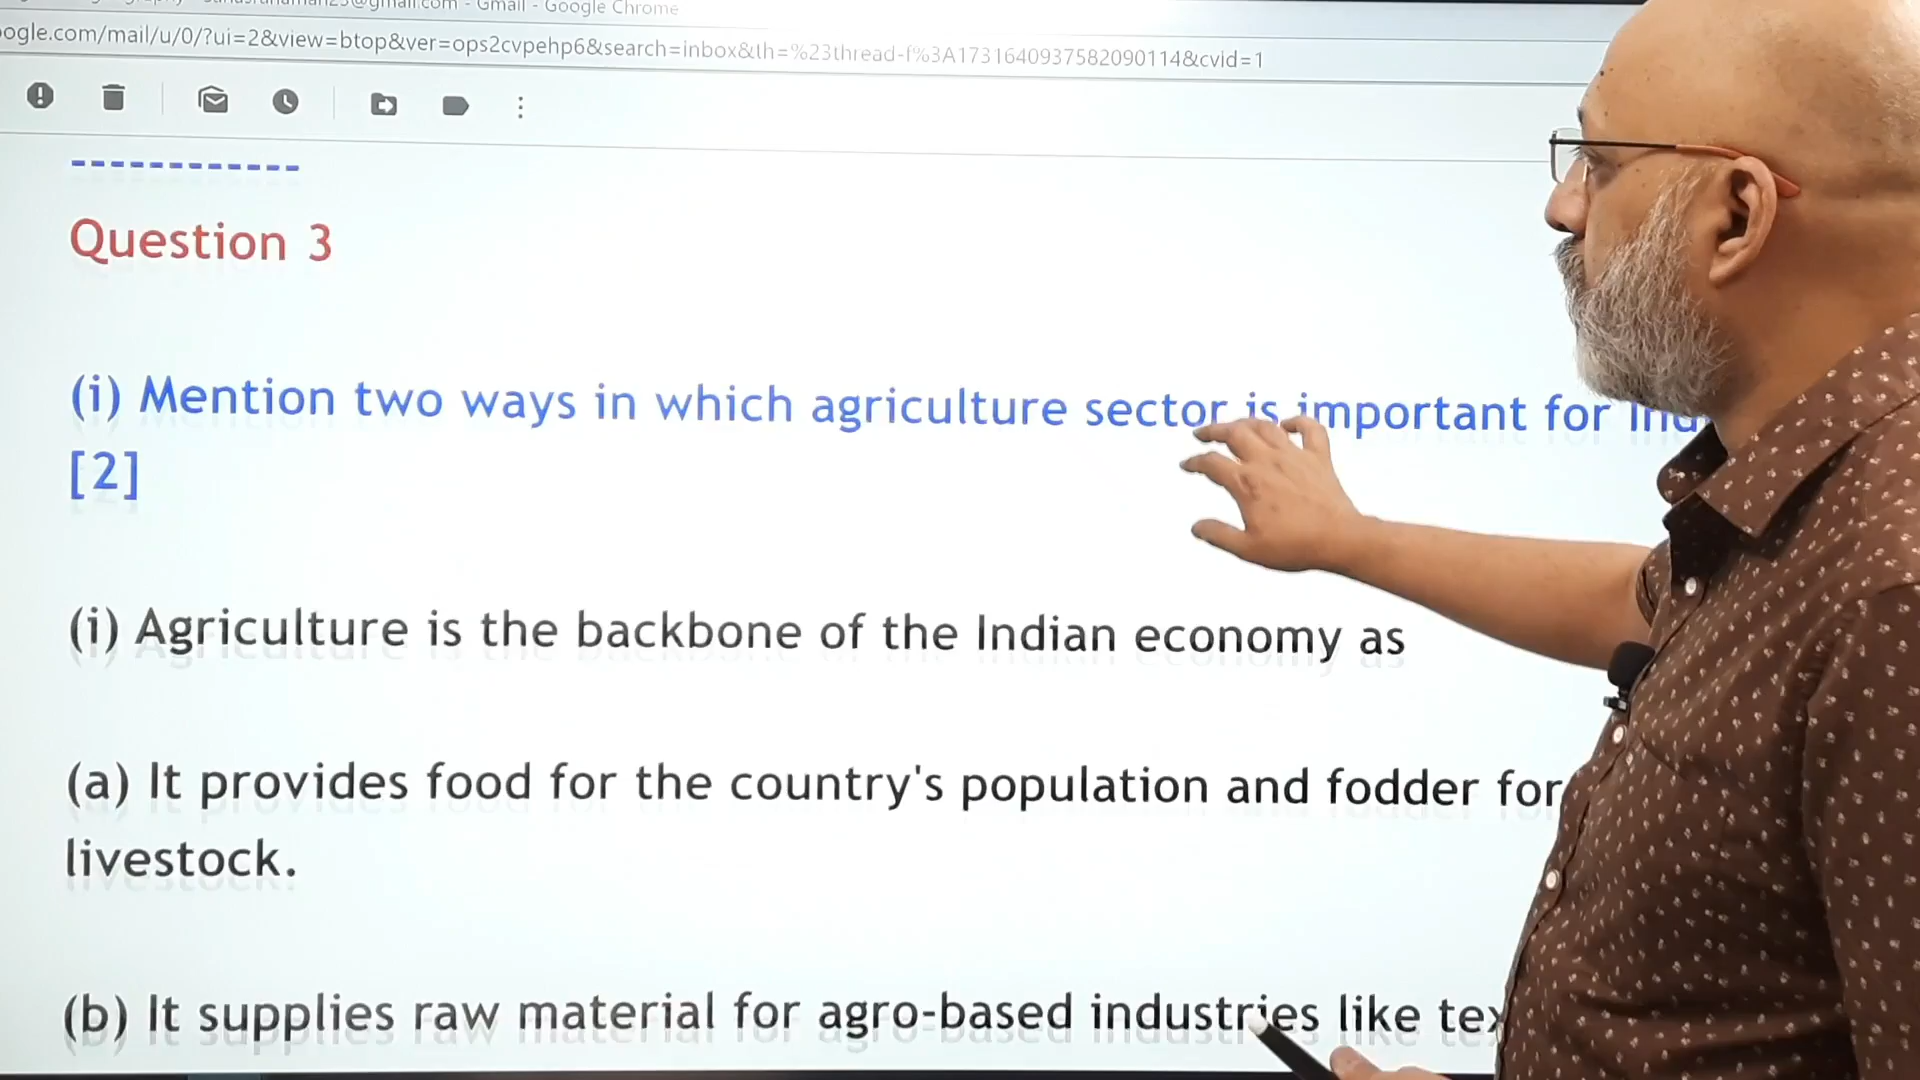 Gmail - Google Chrome
ogle.com/mail/u/0/?ui=2&view=btop&ver=ops2cvpehp6&search=inbox&th=%23thread-f%3A1731640937582090114&cvid=1
------------
Question 3
(i) Mention two ways in which agriculture sector is important for
[2]
(i) Agriculture is the backbone of the Indian economy as
(a) It provides food for the country's population and fodder for
livestock.
(b) It supplies raw material for agro-based industries like